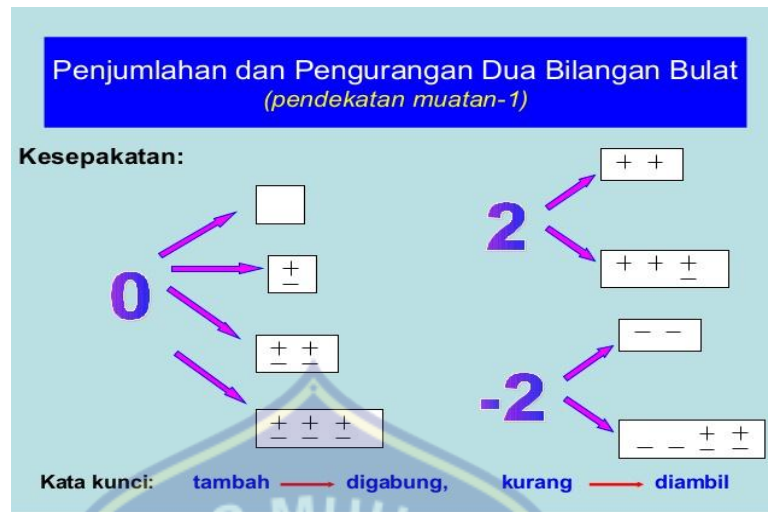 Penjumlahan dan Pengurangan Dua Bilangan Bulat
(pendekatan muatan-1)
Kesepakatan:
0
+
−
+ +
− −
+ + +
− − −
2
+ +
+ + +
−
-2
− −
+ +
− − − −
Kata kunci: tambah → digabung, kurang → diambil